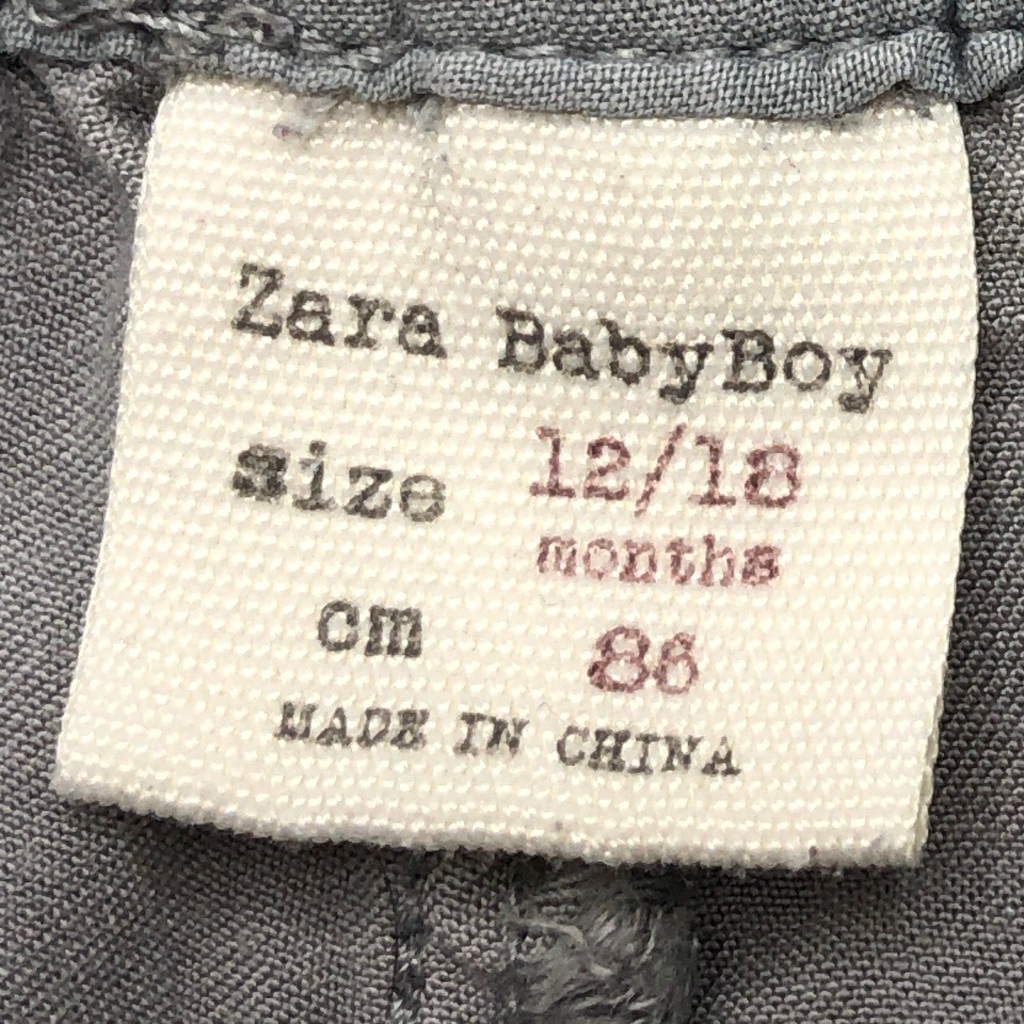 Zara BabyBoy
size 12/18
months
cm 86
MADE IN CHINA